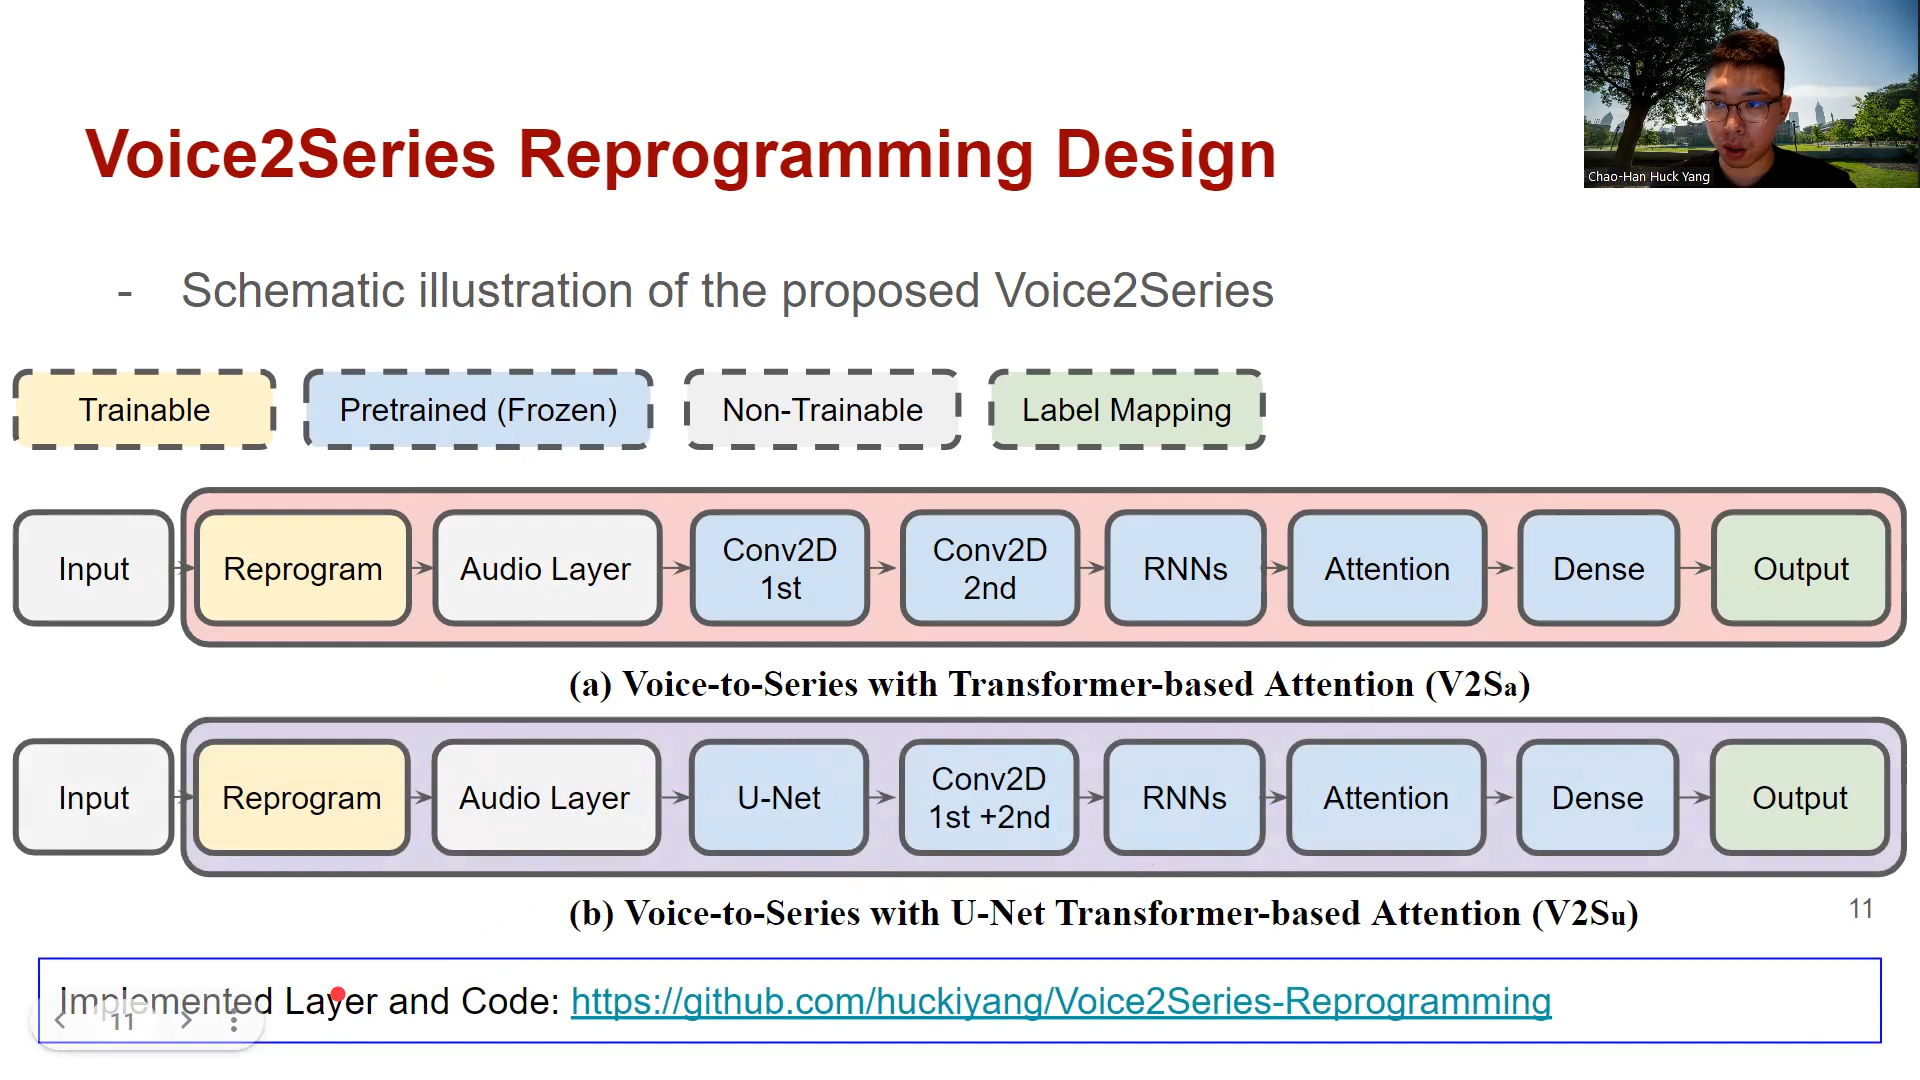 Chao-Han Huck Yang
Voice2Series Reprogramming Design
- Schematic illustration of the proposed Voice2Series
Trainable
Pretrained (Frozen)
Non-Trainable
Label Mapping
Input
Reprogram
Audio Layer
Conv2D
1st
Conv2D
2nd
RNNs
Attention
Dense
Output
(a) Voice-to-Series with Transformer-based Attention (V2Sa)
Input
Reprogram
Audio Layer
U-Net
Conv2D
1st +2nd
RNNs
Attention
Dense
Output
(b) Voice-to-Series with U-Net Transformer-based Attention (V2Su)
11
Implemented Layer and Code: https://github.com/huckiyang/Voice2Series-Reprogramming
11